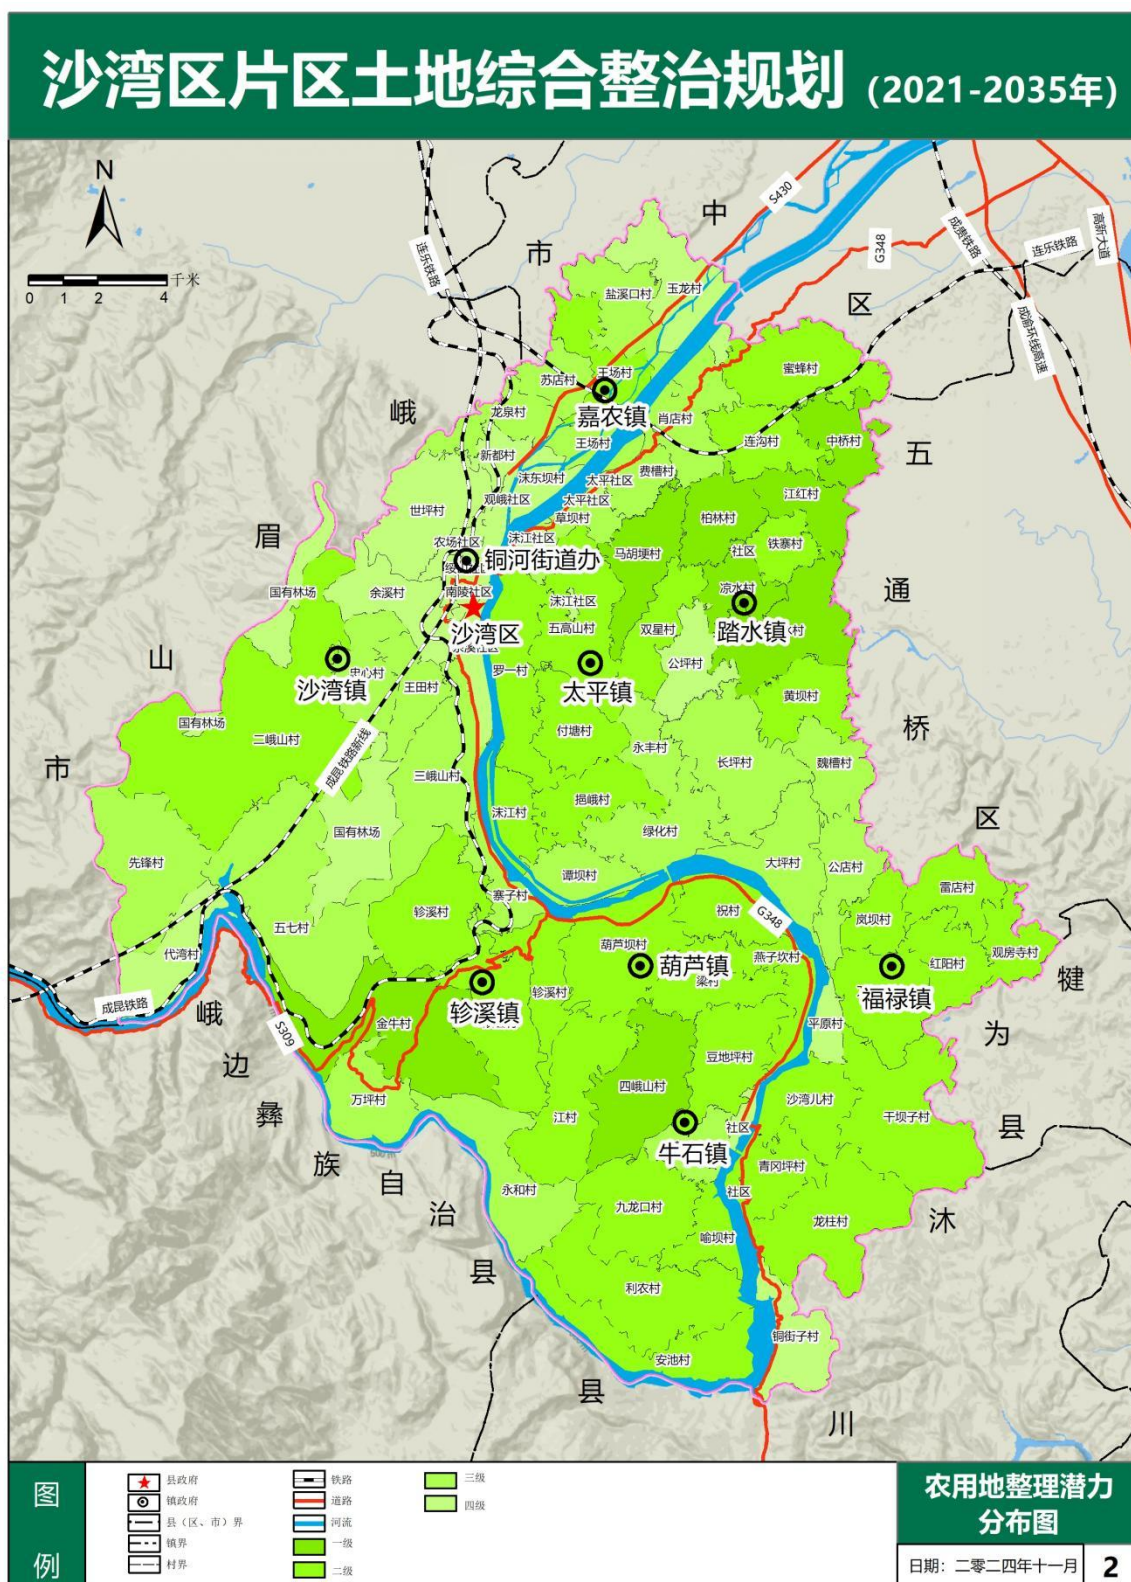 沙湾区片区土地综合整治规划（2021-2035年）
N
0 1 2 4 千米
S430
G348
连乐铁路
成贵铁路
连乐铁路
高新大道
成渝环线高速
市
中
区
五
通
桥
区
犍
为
县
沐
川
县
峨
眉
山
市
峨
边
彝
族
自
治
县
盐溪口村
玉龙村
蜜蜂村
苏店村
王场村
嘉农镇
龙泉村
肖店村
王场村
连沟村
中桥村
新都村
沫东坝村
太平社区
费槽村
观峨社区
太平社区
江红村
世坪村
草坝村
柏林村
农场社区
沫江社区
马胡埂村
社区
铁寨村
铜河街道办
国有林场
余溪村
南陵社区
沫江社区
凉水村
沙湾区
五高山村
双星村
踏水镇
忠心村
罗一村
公坪村
沙湾镇
王田村
太平镇
黄坝村
国有林场
二峨山村
付塘村
永丰村
成昆铁路新线
长坪村
魏槽村
三峨山村
挹峨村
沫江村
国有林场
绿化村
先锋村
谭坝村
大坪村
公店村
寨子村
雷店村
轸溪村
祝村
G348
岚坝村
五七村
葫芦坝村
燕子坎村
观房寺村
代湾村
葫芦镇
红阳村
轸溪镇
轸溪村
福禄镇
成昆铁路
S309
金牛村
平原村
豆地坪村
四峨山村
沙湾儿村
万坪村
江村
干坝子村
社区
牛石镇
青冈坪村
永和村
社区
九龙口村
龙柱村
喻坝村
利农村
铜街子村
安池村
图例
县政府
镇政府
县（区、市）界
镇界
村界
铁路
道路
河流
一级
二级
三级
四级
农用地整理潜力
分布图
日期：二零二四年十一月
2